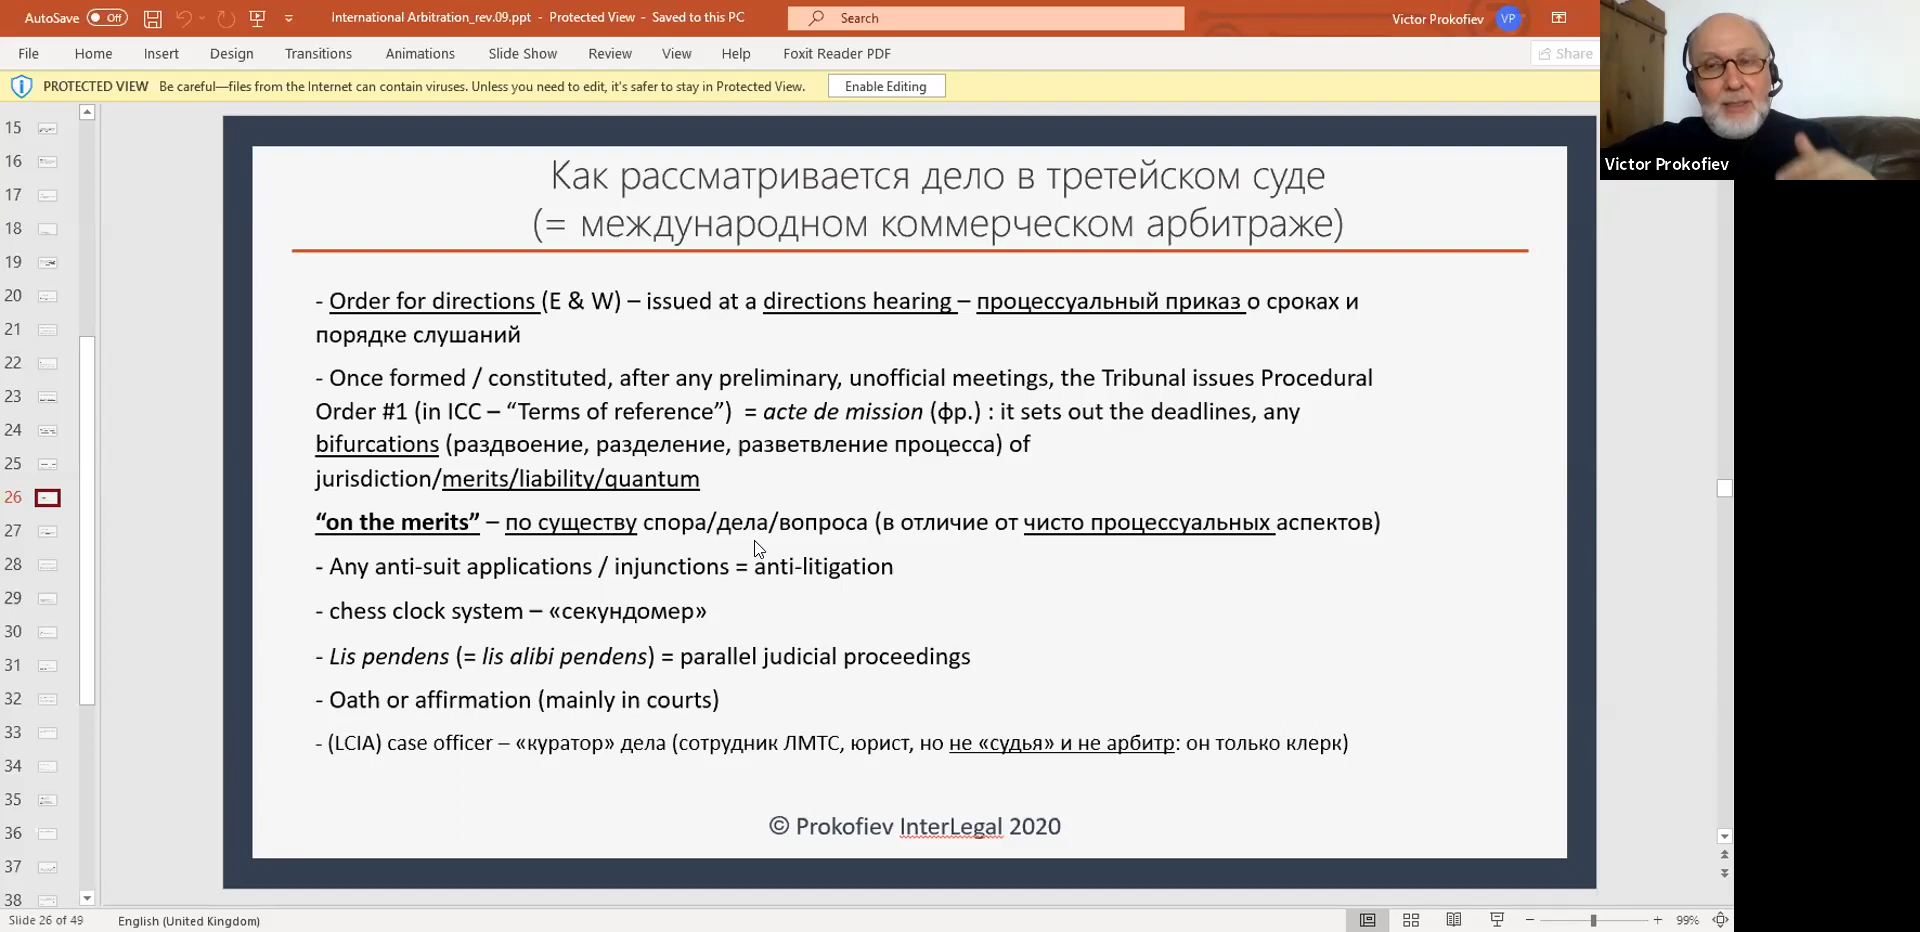 AutoSave Off International Arbitration_rev.09.ppt - Protected View - Saved to this PC Search Victor Prokofiev VP
File Home Insert Design Transitions Animations Slide Show Review View Help Foxit Reader PDF Share
PROTECTED VIEW Be careful—files from the Internet can contain viruses. Unless you need to edit, it's safer to stay in Protected View. Enable Editing
Victor Prokofiev
15
16
17
18
19
20
21
22
23
24
25
26
27
28
29
30
31
32
33
34
35
36
37
38
Как рассматривается дело в третейском суде
(= международном коммерческом арбитраже)
- Order for directions (E & W) – issued at a directions hearing – процессуальный приказ о сроках и
порядке слушаний
- Once formed / constituted, after any preliminary, unofficial meetings, the Tribunal issues Procedural
Order #1 (in ICC – “Terms of reference”) = acte de mission (фр.) : it sets out the deadlines, any
bifurcations (раздвоение, разделение, разветвление процесса) of
jurisdiction/merits/liability/quantum
“on the merits” – по существу спора/дела/вопроса (в отличие от чисто процессуальных аспектов)
- Any anti-suit applications / injunctions = anti-litigation
- chess clock system – «секундомер»
- Lis pendens (= lis alibi pendens) = parallel judicial proceedings
- Oath or affirmation (mainly in courts)
- (LCIA) case officer – «куратор» дела (сотрудник ЛМТС, юрист, но не «судья» и не арбитр: он только клерк)
© Prokofiev InterLegal 2020
Slide 26 of 49 English (United Kingdom) 99%